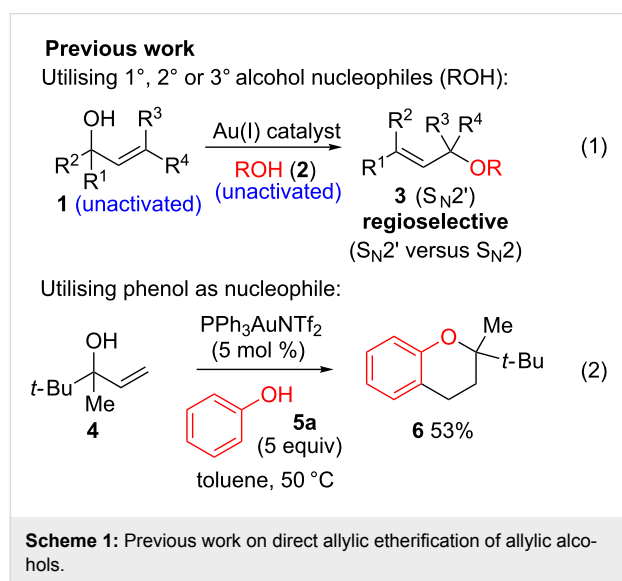 Previous work
Utilising 1°, 2° or 3° alcohol nucleophiles (ROH):
OH R³ R² R³ R⁴
Au(I) catalyst
(1)
R² R⁴ ROH (2) R¹ OR
R¹
(unactivated)
1 (unactivated) 3 (SN2')
regioselective
(SN2' versus SN2)
Utilising phenol as nucleophile:
PPh₃AuNTf₂
OH (5 mol %) O Me
t-Bu (2)
t-Bu OH
Me 5a
4 (5 equiv) 6 53%
toluene, 50 °C
Scheme 1: Previous work on direct allylic etherification of allylic alco-
hols.